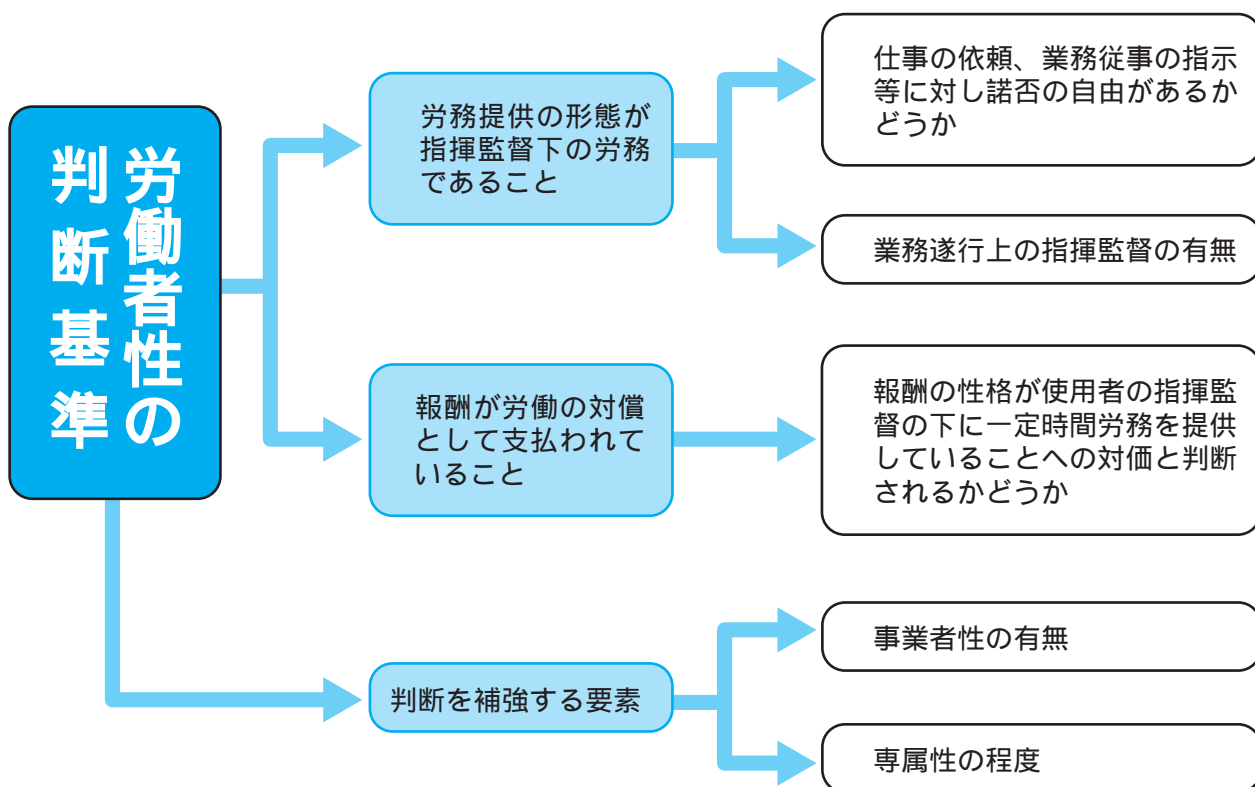 労働者性の
判断基準
労務提供の形態が
指揮監督下の労務
であること
仕事の依頼、業務従事の指示
等に対し諾否の自由があるか
どうか
業務遂行上の指揮監督の有無
報酬が労働の対償
として支払われて
いること
報酬の性格が使用者の指揮監
督の下に一定時間労務を提供
していることへの対価と判断
されるかどうか
判断を補強する要素
事業者性の有無
専属性の程度